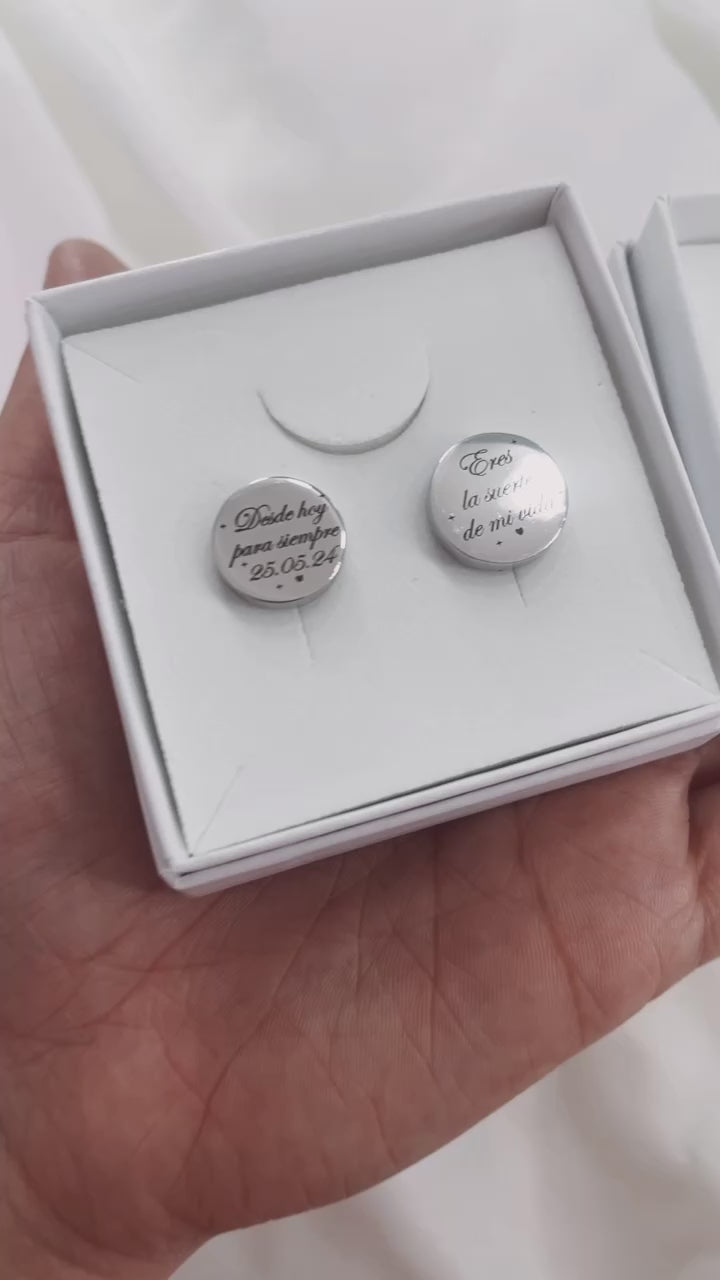 Desde hoy
para siempre
25.05.24
Eres
la suerte
de mi vida